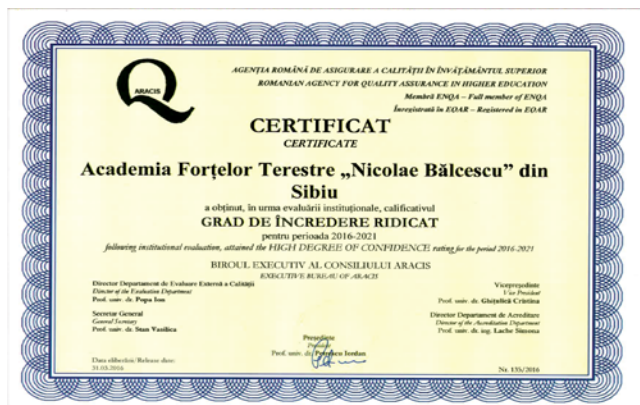 ARACIS
AGENȚIA ROMÂNĂ DE ASIGURARE A CALITĂȚII ÎN ÎNVĂȚĂMÂNTUL SUPERIOR
ROMANIAN AGENCY FOR QUALITY ASSURANCE IN HIGHER EDUCATION
Membră ENQA – Full member of ENQA
Înregistrată în EQAR – Registered in EQAR
CERTIFICAT
CERTIFICATE
Academia Forțelor Terestre „Nicolae Bălcescu” din
Sibiu
a obținut, în urma evaluării instituționale, calificativul
GRAD DE ÎNCREDERE RIDICAT
pentru perioada 2016-2021
following institutional evaluation, attained the HIGH DEGREE OF CONFIDENCE rating for the period 2016-2021
BIROUL EXECUTIV AL CONSILIULUI ARACIS
EXECUTIVE BUREAU OF ARACIS
Director Departament de Evaluare Externă a Calității
Director of the Evaluation Department
Prof. univ. dr. Popa Ion
Vicepreședinte
Vice President
Prof. univ. dr. Ghițulică Cristina
Secretar General
General Secretary
Prof. univ. dr. Stan Vasilica
Director Departament de Acreditare
Director of the Accreditation Department
Prof. univ. dr. ing. Lache Simona
Președinte
President
Prof. univ. dr. Petrescu Iordan
Data eliberării/Release date:
31.03.2016
Nr. 135/2016